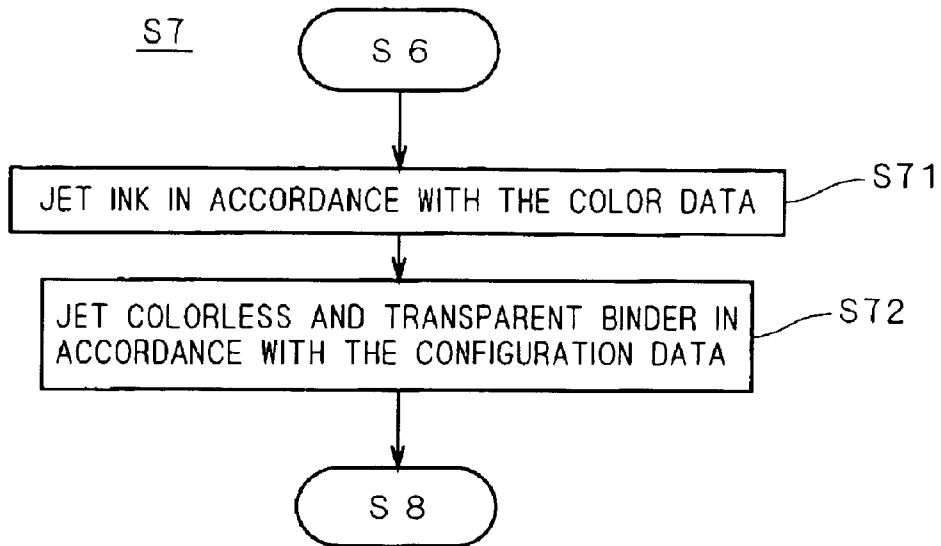 S7
S 6
JET INK IN ACCORDANCE WITH THE COLOR DATA
S71
JET COLORLESS AND TRANSPARENT BINDER IN
ACCORDANCE WITH THE CONFIGURATION DATA
S72
S 8